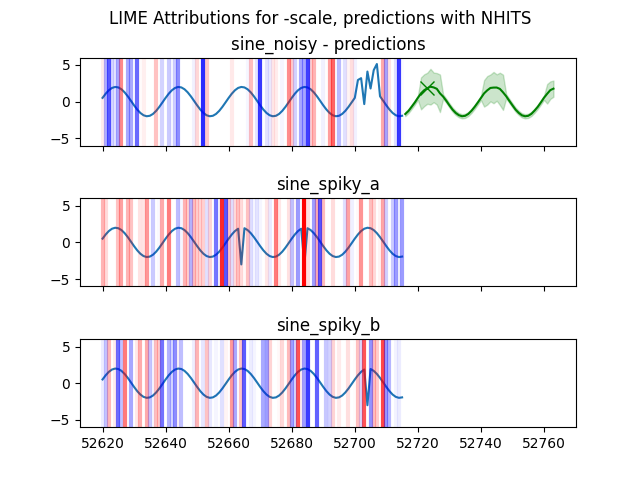 LIME Attributions for -scale, predictions with NHITS
sine_noisy - predictions
5
0
−5
sine_spiky_a
5
0
−5
sine_spiky_b
5
0
−5
52620 52640 52660 52680 52700 52720 52740 52760